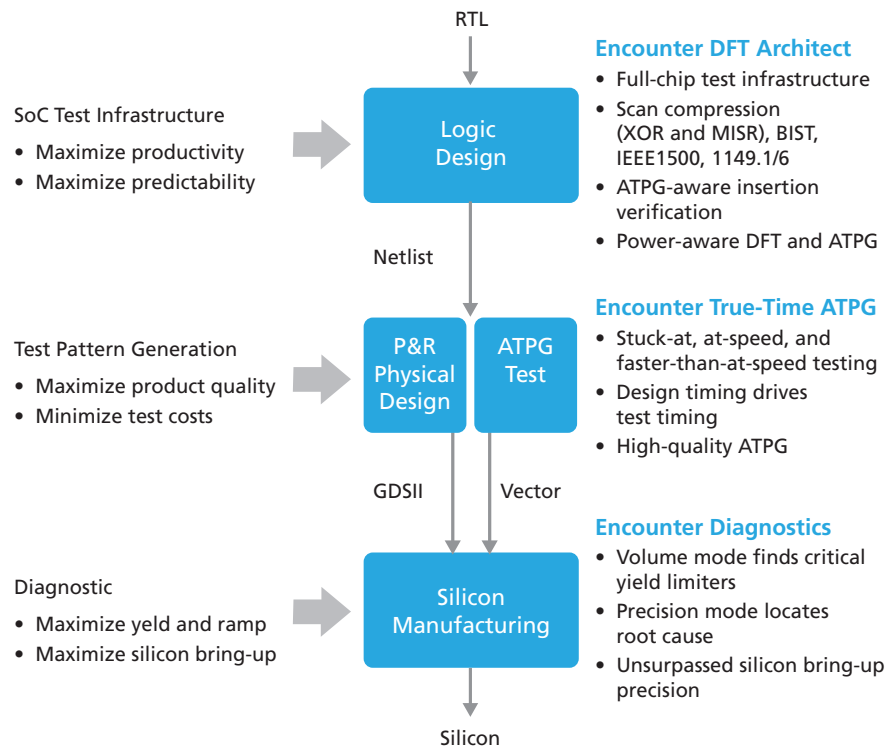 RTL
Encounter DFT Architect
• Full-chip test infrastructure
• Scan compression
(XOR and MISR), BIST,
IEEE1500, 1149.1/6
• ATPG-aware insertion
verification
• Power-aware DFT and ATPG
SoC Test Infrastructure
• Maximize productivity
• Maximize predictability
Logic
Design
Netlist
Encounter True-Time ATPG
• Stuck-at, at-speed, and
faster-than-at-speed testing
• Design timing drives
test timing
• High-quality ATPG
Test Pattern Generation
• Maximize product quality
• Minimize test costs
P&R
Physical
Design
ATPG
Test
GDSII
Vector
Encounter Diagnostics
• Volume mode finds critical
yield limiters
• Precision mode locates
root cause
• Unsurpassed silicon bring-up
precision
Diagnostic
• Maximize yeld and ramp
• Maximize silicon bring-up
Silicon
Manufacturing
Silicon